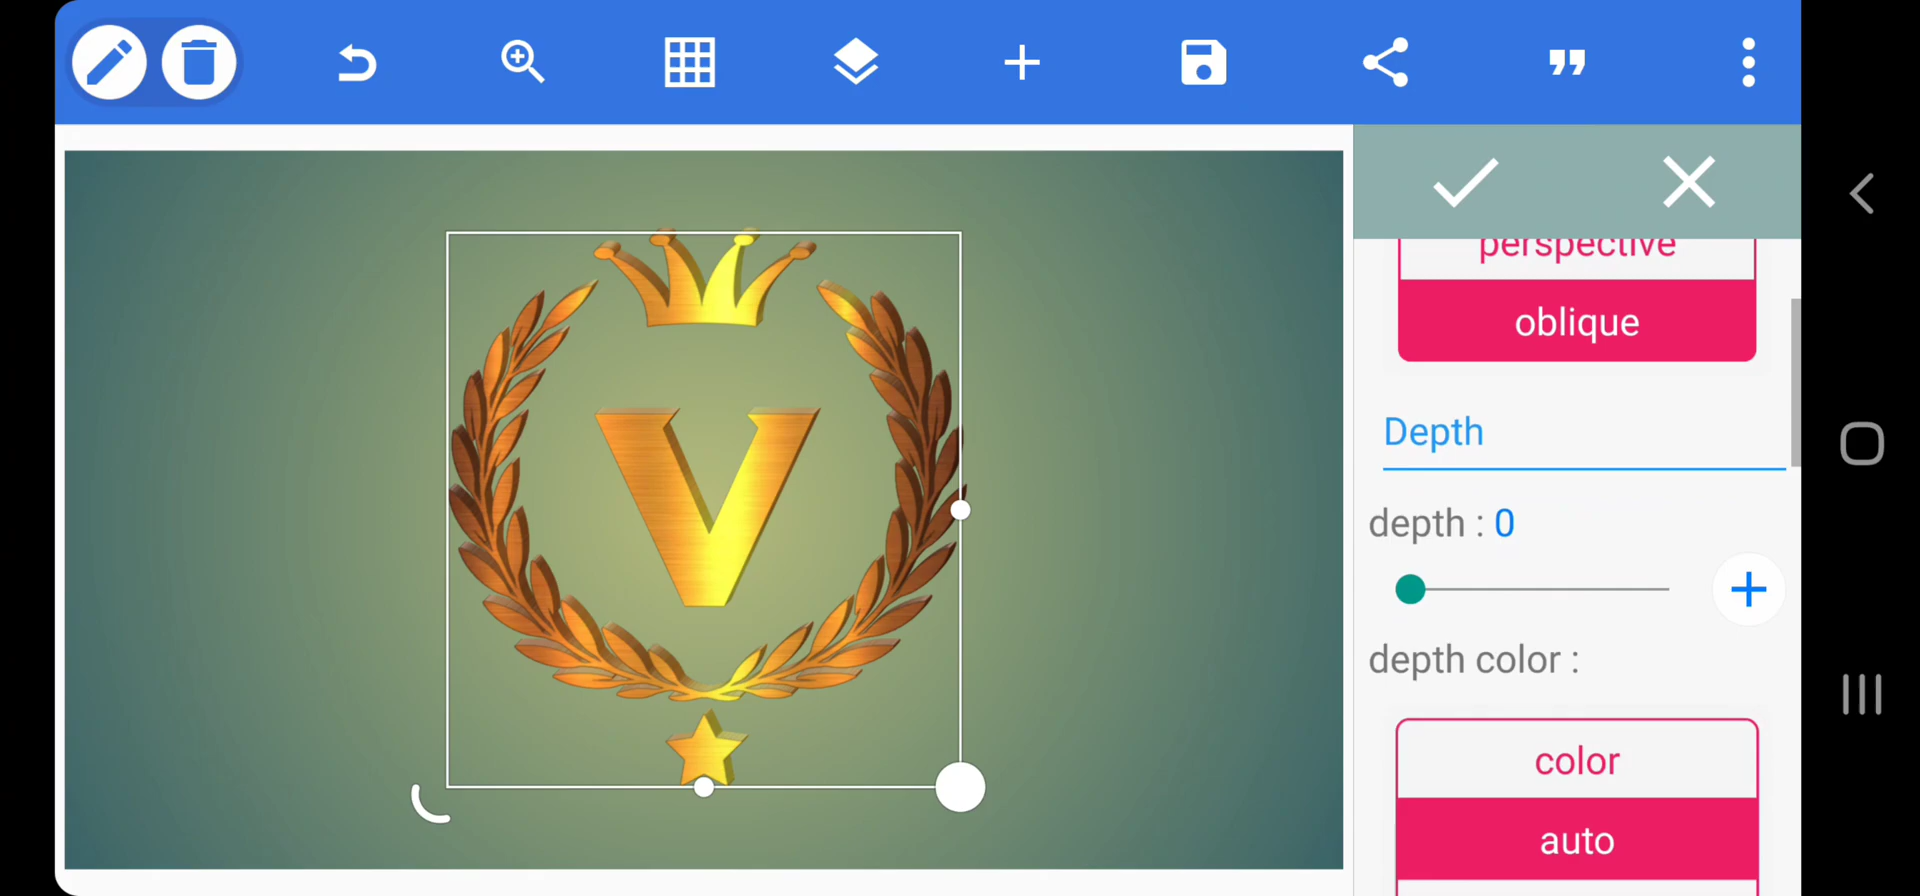 V
perspective
oblique
Depth
depth : 0
depth color :
color
auto